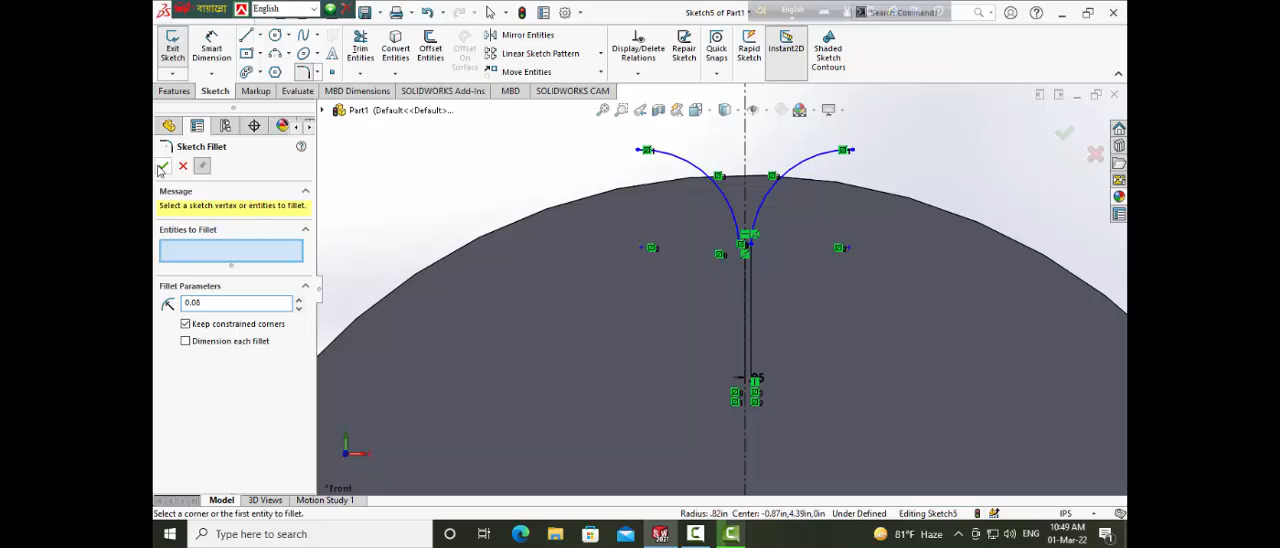 বায়ান্নো English
Sketch5 of Part1
English
Search Command
Exit Sketch
Smart Dimension
Trim Entities
Convert Entities
Offset Entities
Offset On Surface
Mirror Entities
Linear Sketch Pattern
Move Entities
Display/Delete Relations
Repair Sketch
Quick Snaps
Rapid Sketch
Instant2D
Shaded Sketch Contours
Features Sketch Markup Evaluate MBD Dimensions SOLIDWORKS Add-Ins MBD SOLIDWORKS CAM
Part1 (Default<<Default>...
Sketch Fillet
Message
Select a sketch vertex or entities to fillet.
Entities to Fillet
Fillet Parameters
0.08
Keep constrained corners
Dimension each fillet
*Front
Model 3D Views Motion Study 1
Select a corner or the first entity to fillet.
Radius: .82in Center: -0.87in,4.39in,0in Under Defined Editing Sketch5 IPS
Type here to search
81°F Haze ENG
10:49 AM
01-Mar-22